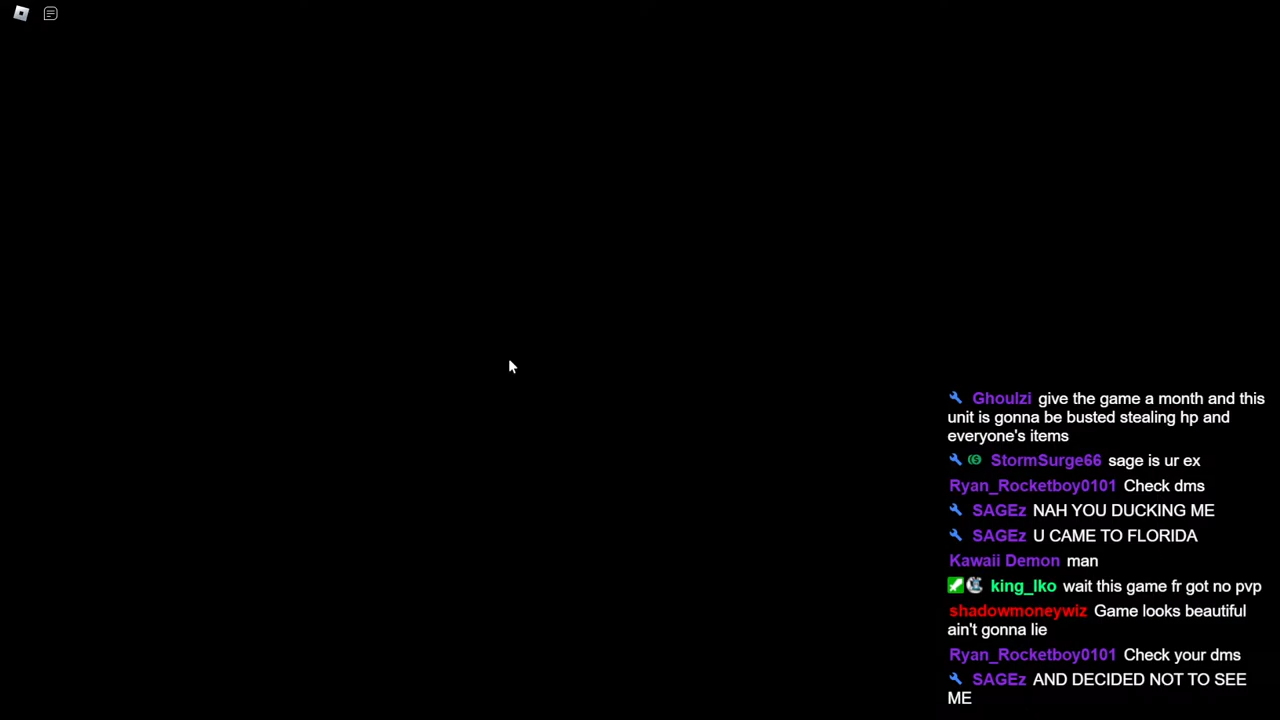 Ghoulzi give the game a month and this
unit is gonna be busted stealing hp and
everyone's items
StormSurge66 sage is ur ex
Ryan_Rocketboy0101 Check dms
SAGEz NAH YOU DUCKING ME
SAGEz U CAME TO FLORIDA
Kawaii Demon man
king_lko wait this game fr got no pvp
shadowmoneywiz Game looks beautiful
ain't gonna lie
Ryan_Rocketboy0101 Check your dms
SAGEz AND DECIDED NOT TO SEE
ME